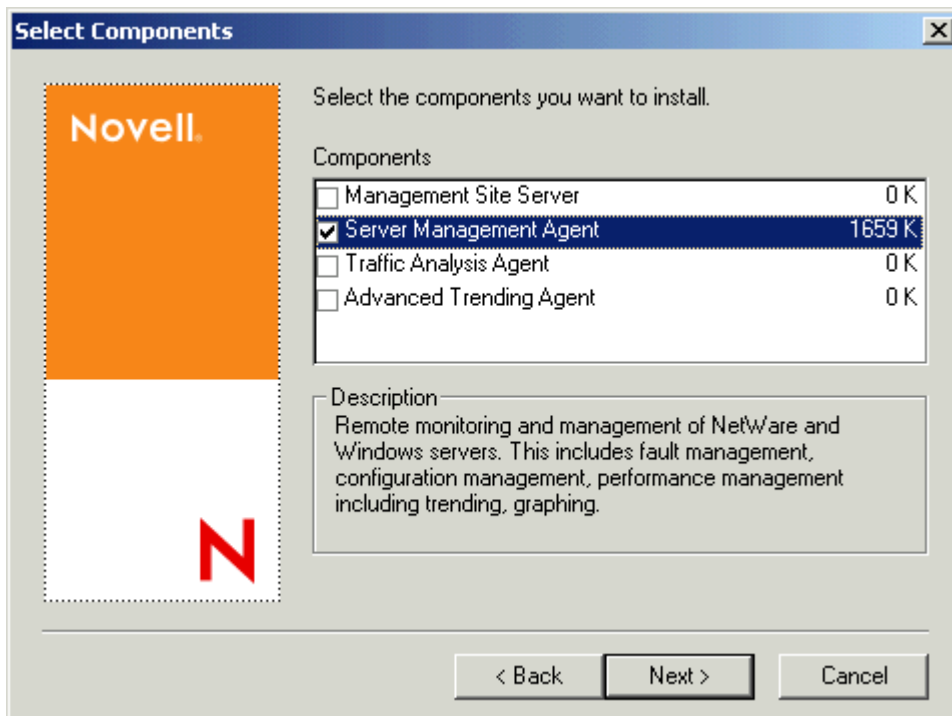 Select Components
Novell.
Select the components you want to install.
Components
Management Site Server 0 K
Server Management Agent 1659 K
Traffic Analysis Agent 0 K
Advanced Trending Agent 0 K
Description
Remote monitoring and management of NetWare and
Windows servers. This includes fault management,
configuration management, performance management
including trending, graphing.
N
< Back
Next >
Cancel